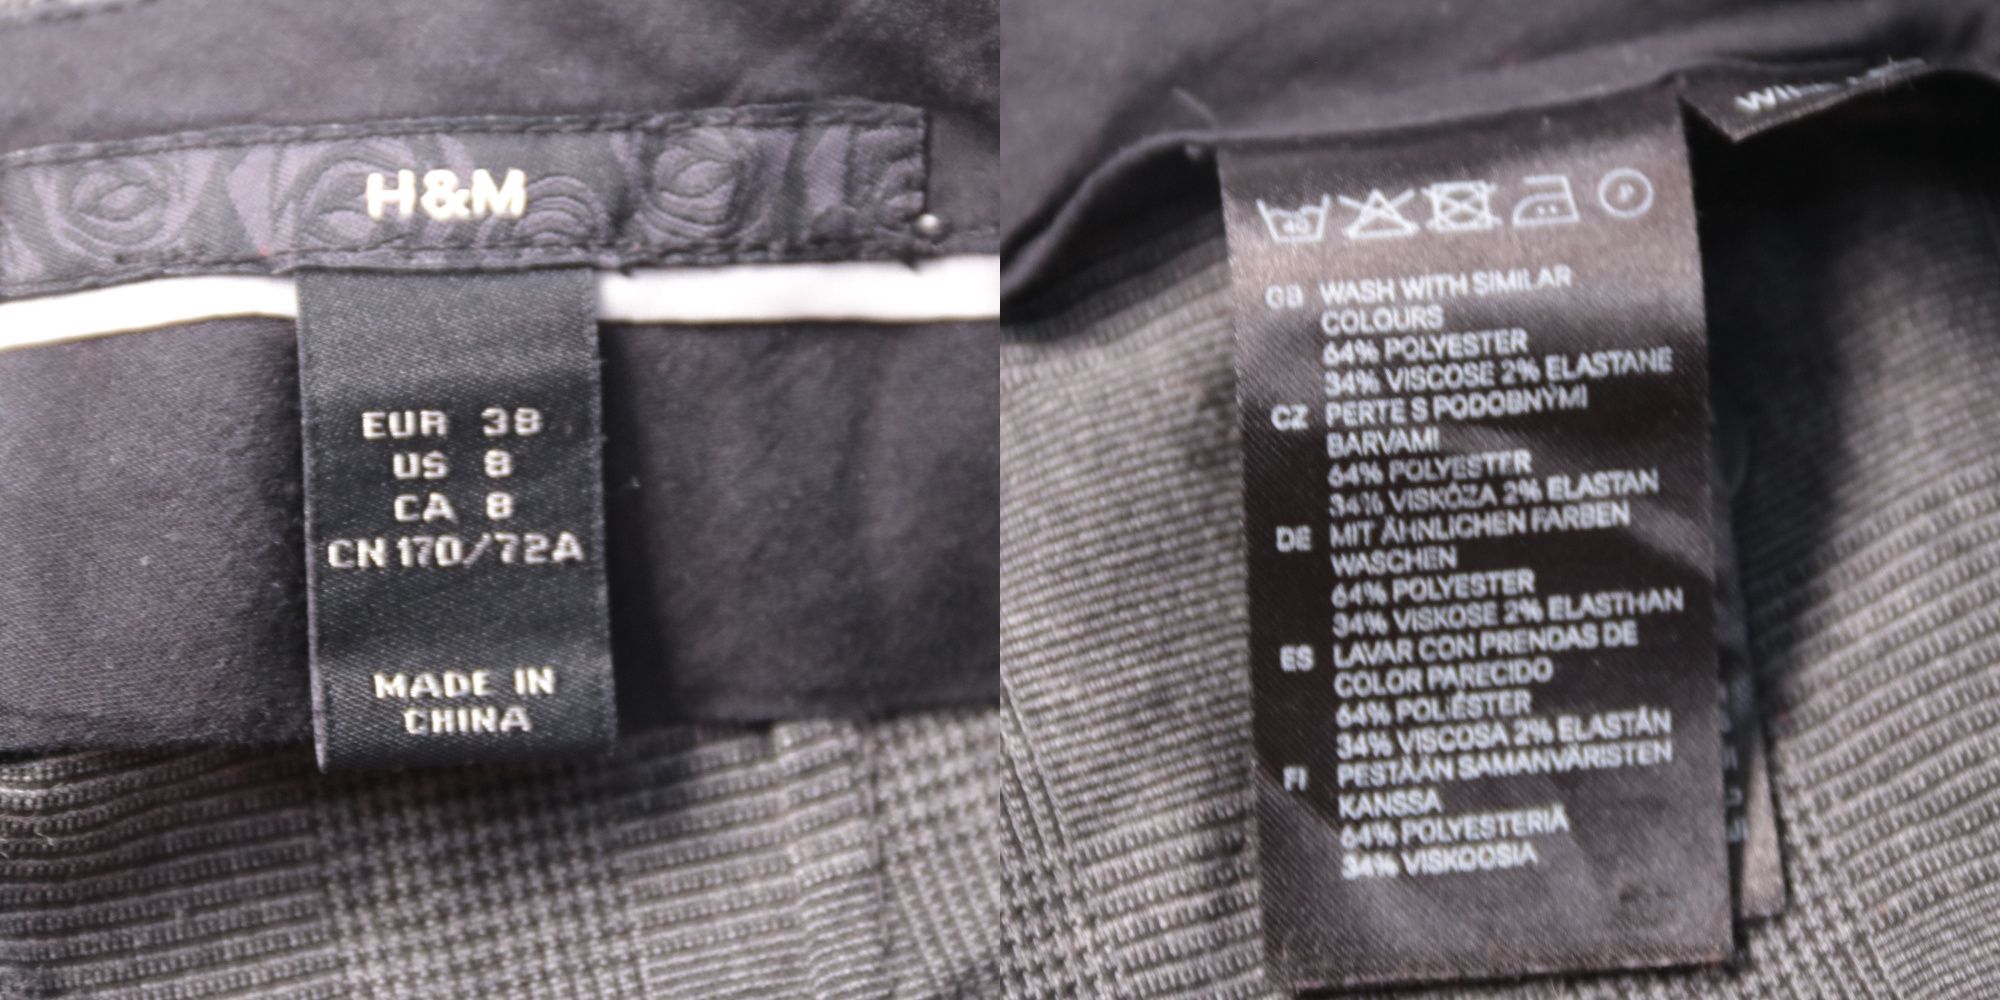 H&M
EUR 38
US 8
CA 8
CN 170/72A
MADE IN
CHINA
40
P
GB WASH WITH SIMILAR
COLOURS
64% POLYESTER
34% VISCOSE 2% ELASTANE
CZ PERTE S PODOBNÝMI
BARVAMI
64% POLYESTER
34% VISKÓZA 2% ELASTAN
DE MIT ÄHNLICHEN FARBEN
WASCHEN
64% POLYESTER
34% VISKOSE 2% ELASTHAN
ES LAVAR CON PRENDAS DE
COLOR PARECIDO
64% POLIÉSTER
34% VISCOSA 2% ELASTÁN
FI PESTÄÄN SAMANVÄRISTEN
KANSSA
64% POLYESTERIÄ
34% VISKOOSIA